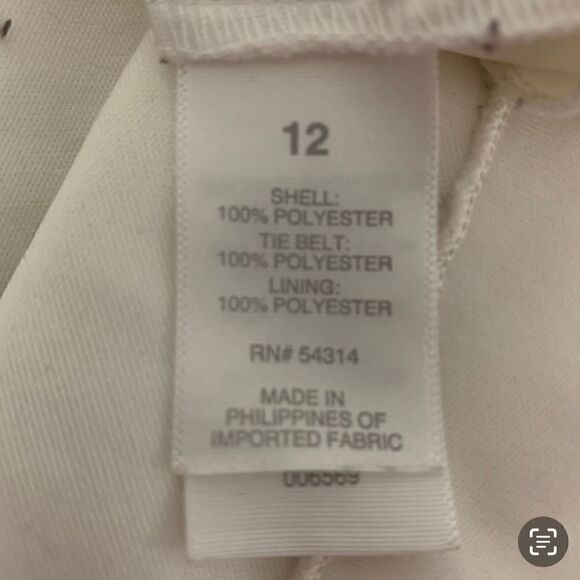 12
SHELL:
100% POLYESTER
TIE BELT:
100% POLYESTER
LINING:
100% POLYESTER
RN# 54314
MADE IN
PHILIPPINES OF
IMPORTED FABRIC
006569